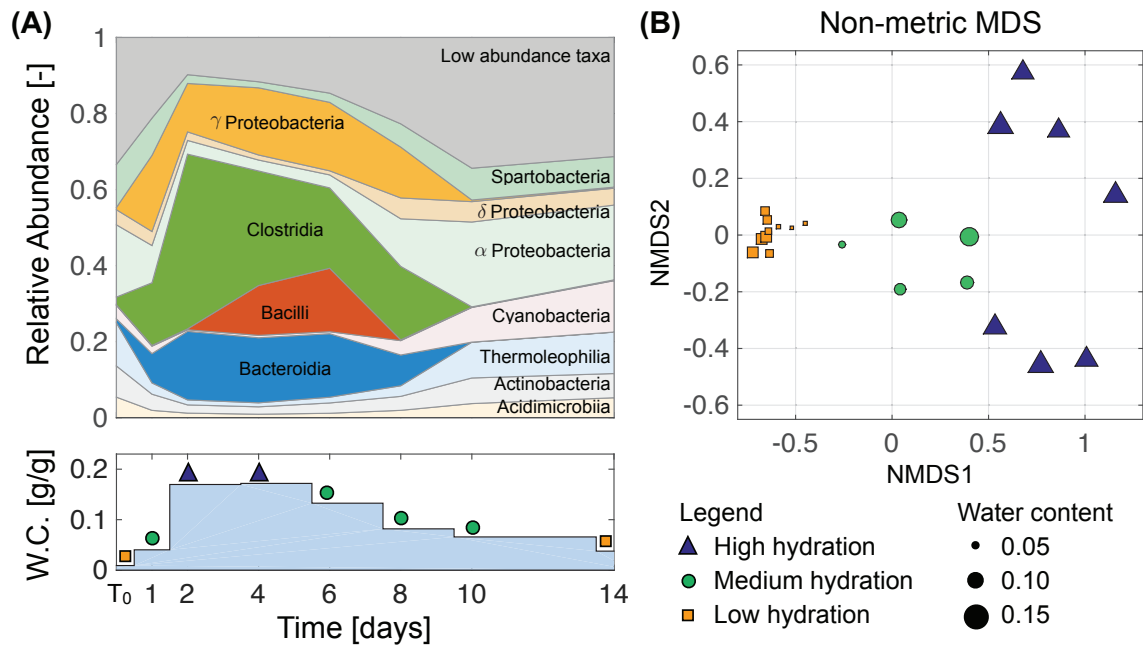 (A)
Relative Abundance [-]
1
0.8
0.6
0.4
0.2
0
Low abundance taxa
γ Proteobacteria
Spartobacteria
δ Proteobacteria
Clostridia
α Proteobacteria
Bacilli
Cyanobacteria
Thermoleophilia
Bacteroidia
Actinobacteria
Acidimicrobiia
W.C. [g/g]
0.2
0.1
0
T₀ 1 2 4 6 8 10 14
Time [days]
(B)
Non-metric MDS
NMDS2
0.6
0.4
0.2
0
-0.2
-0.4
-0.6
-0.5 0 0.5 1
NMDS1
Legend
High hydration
Medium hydration
Low hydration
Water content
0.05
0.10
0.15